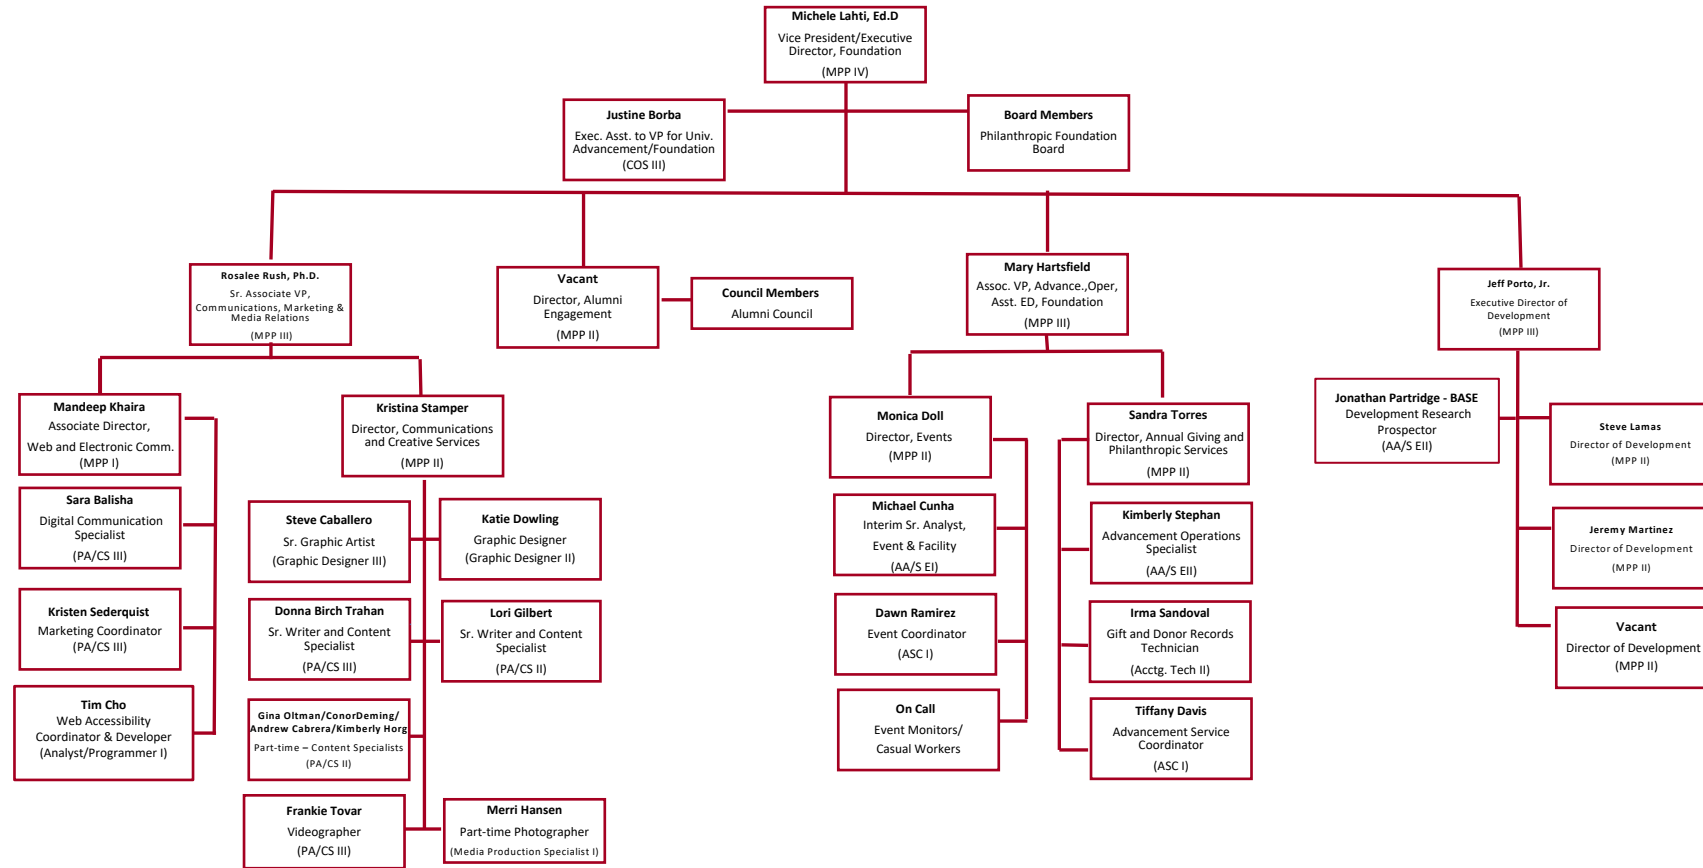 Michele Lahti, Ed.D
Vice President/Executive
Director, Foundation
(MPP IV)
Justine Borba
Exec. Asst. to VP for Univ.
Advancement/Foundation
(COS III)
Board Members
Philanthropic Foundation
Board
Rosalee Rush, Ph.D.
Sr. Associate VP,
Communications, Marketing &
Media Relations
(MPP III)
Vacant
Director, Alumni
Engagement
(MPP II)
Council Members
Alumni Council
Mary Hartsfield
Assoc. VP, Advance.,Oper,
Asst. ED, Foundation
(MPP III)
Jeff Porto, Jr.
Executive Director of
Development
(MPP III)
Mandeep Khaira
Associate Director,
Web and Electronic Comm.
(MPP I)
Kristina Stamper
Director, Communications
and Creative Services
(MPP II)
Monica Doll
Director, Events
(MPP II)
Sandra Torres
Director, Annual Giving and
Philanthropic Services
(MPP II)
Jonathan Partridge - BASE
Development Research
Prospector
(AA/S EII)
Steve Lamas
Director of Development
(MPP II)
Sara Balisha
Digital Communication
Specialist
(PA/CS III)
Steve Caballero
Sr. Graphic Artist
(Graphic Designer III)
Katie Dowling
Graphic Designer
(Graphic Designer II)
Michael Cunha
Interim Sr. Analyst,
Event & Facility
(AA/S EI)
Kimberly Stephan
Advancement Operations
Specialist
(AA/S EII)
Jeremy Martinez
Director of Development
(MPP II)
Kristen Sederquist
Marketing Coordinator
(PA/CS III)
Donna Birch Trahan
Sr. Writer and Content
Specialist
(PA/CS III)
Lori Gilbert
Sr. Writer and Content
Specialist
(PA/CS II)
Dawn Ramirez
Event Coordinator
(ASC I)
Irma Sandoval
Gift and Donor Records
Technician
(Acctg. Tech II)
Vacant
Director of Development
(MPP II)
Tim Cho
Web Accessibility
Coordinator & Developer
(Analyst/Programmer I)
Gina Oltman/ConorDeming/
Andrew Cabrera/Kimberly Horg
Part-time – Content Specialists
(PA/CS II)
On Call
Event Monitors/
Casual Workers
Tiffany Davis
Advancement Service
Coordinator
(ASC I)
Frankie Tovar
Videographer
(PA/CS III)
Merri Hansen
Part-time Photographer
(Media Production Specialist I)